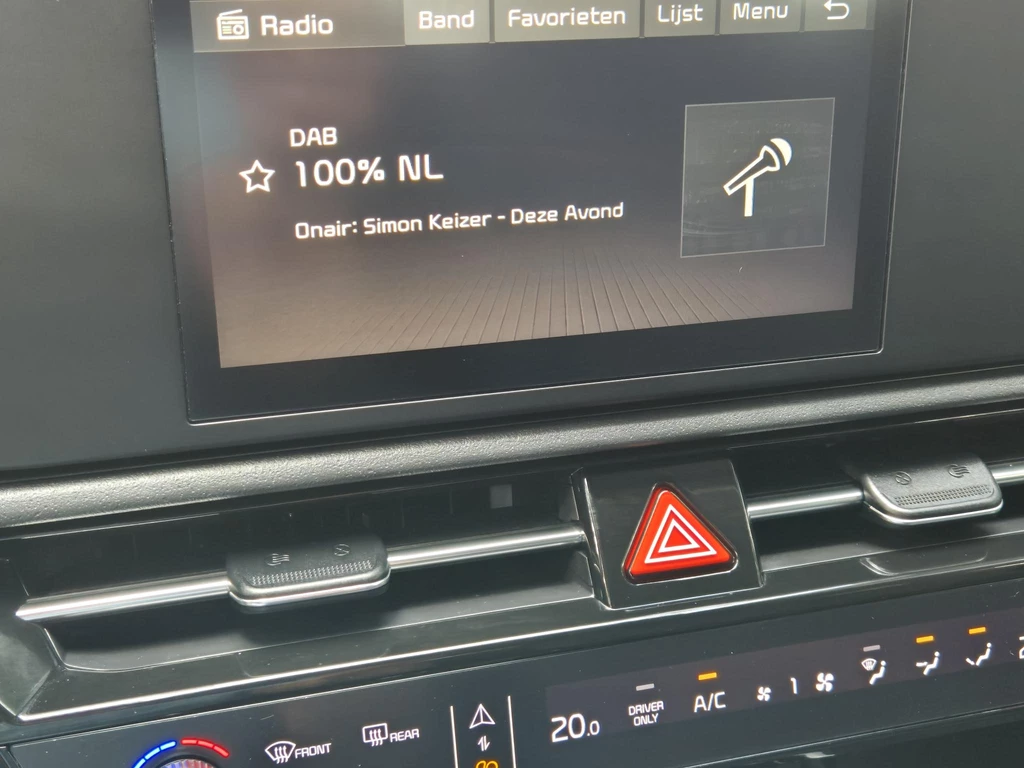 Radio Band Favorieten Lijst Menu
DAB
100% NL
Onair: Simon Keizer - Deze Avond
FRONT
REAR
20.0
DRIVER
ONLY
A/C
1